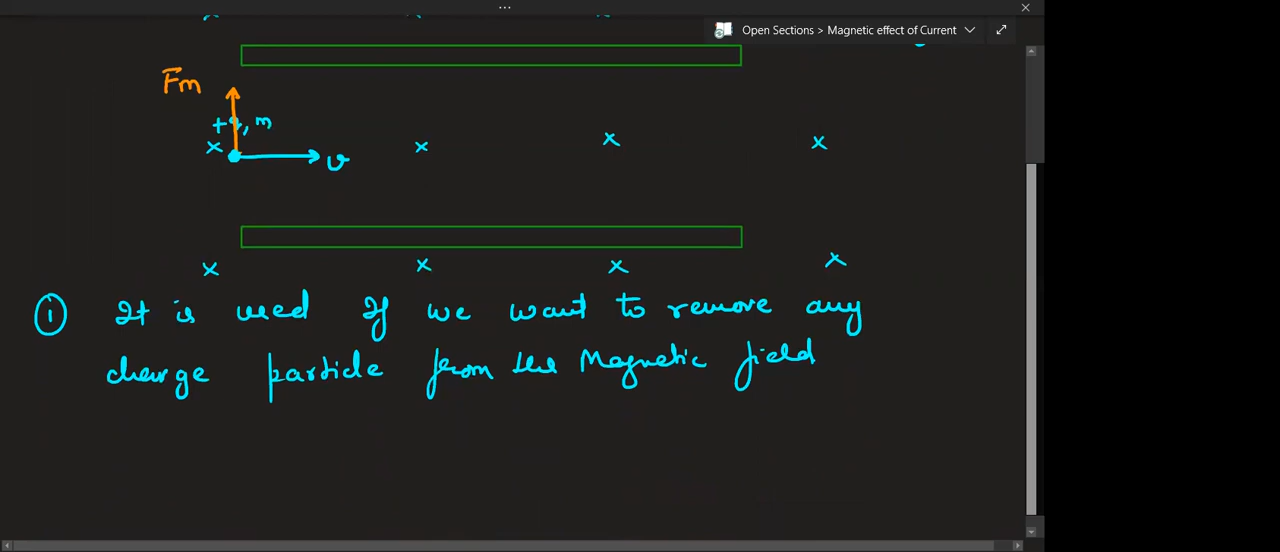 Open Sections > Magnetic effect of Current
Fm
+q, m
x
v
x
x
x
x
x
x
x
① It is used If we want to remove any
charge particle from the Magnetic field